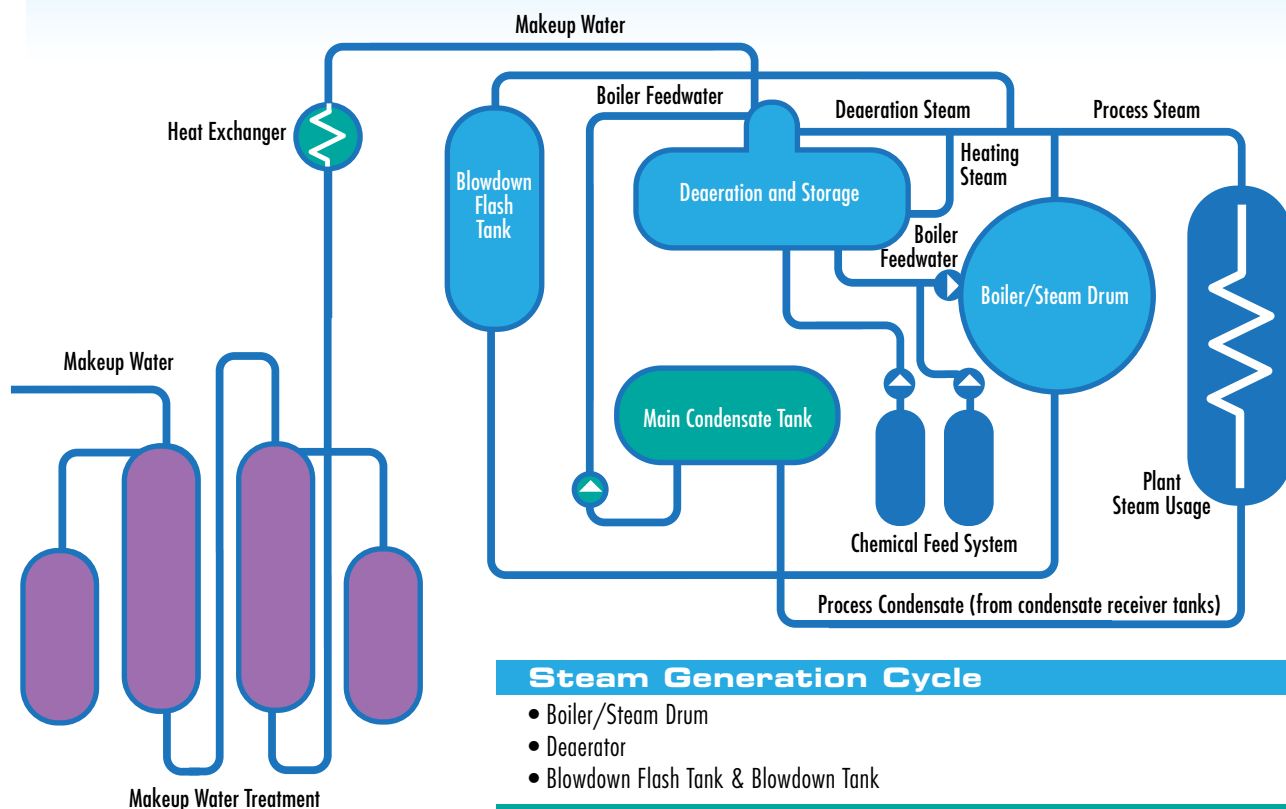 Makeup Water
Boiler Feedwater
Deaeration Steam
Process Steam
Heat Exchanger
Heating
Steam
Blowdown
Flash
Tank
Deaeration and Storage
Boiler
Feedwater
Boiler/Steam Drum
Makeup Water
Main Condensate Tank
Plant
Steam Usage
Chemical Feed System
Process Condensate (from condensate receiver tanks)
Makeup Water Treatment
Steam Generation Cycle
• Boiler/Steam Drum
• Deaerator
• Blowdown Flash Tank & Blowdown Tank